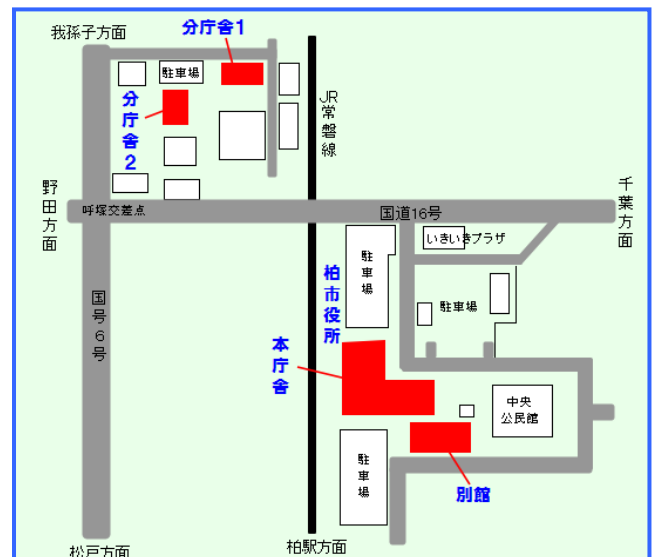 我孫子方面
分庁舎1
駐車場
分庁舎2
JR常磐線
野田方面
千葉方面
呼塚交差点
国道16号
いきいきプラザ
駐車場
柏市役所
駐車場
国号6号
本庁舎
中央
公民館
駐車場
別館
松戸方面
柏駅方面